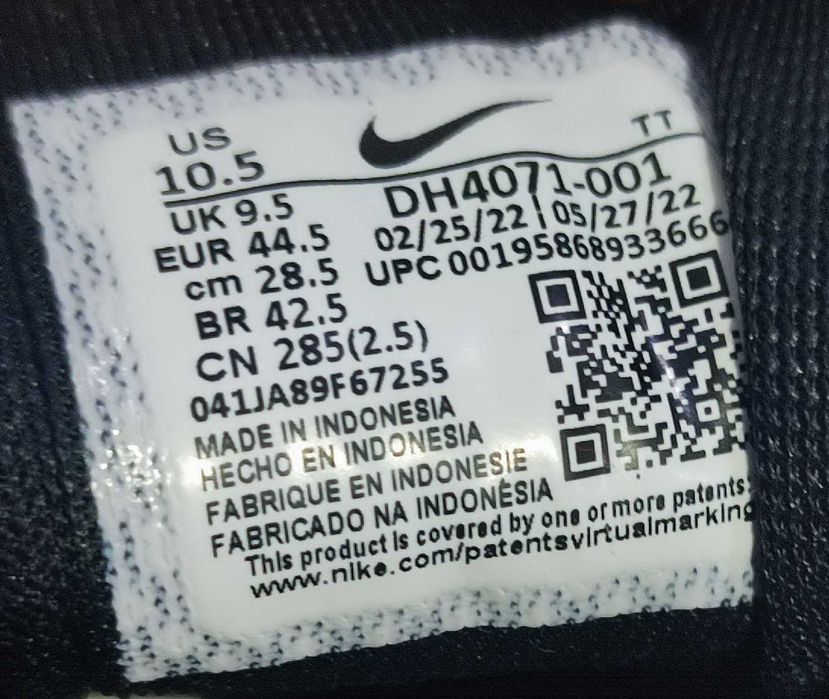 US
10.5
TT
UK 9.5
DH4071-001
EUR 44.5
02/25/22 | 05/27/22
cm 28.5
UPC 00195868933666
BR 42.5
CN 285(2.5)
041JA89F67255
MADE IN INDONESIA
HECHO EN INDONESIA
FABRIQUE EN INDONESIE
FABRICADO NA INDONÉSIA
This product is covered by one or more patents:
www.nike.com/patentsvirtualmarking